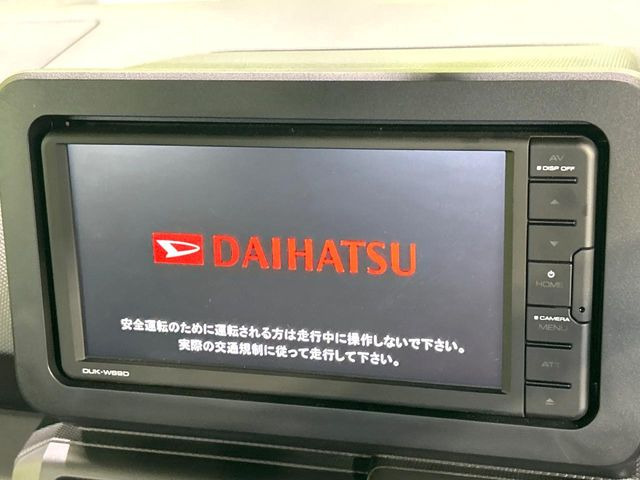 AV
DISP OFF
DAIHATSU
HOME
CAMERA
MENU
安全運転のために運転される方は走行中に操作しないで下さい。
実際の交通規制に従って走行して下さい。
ATT
DUK-W69D